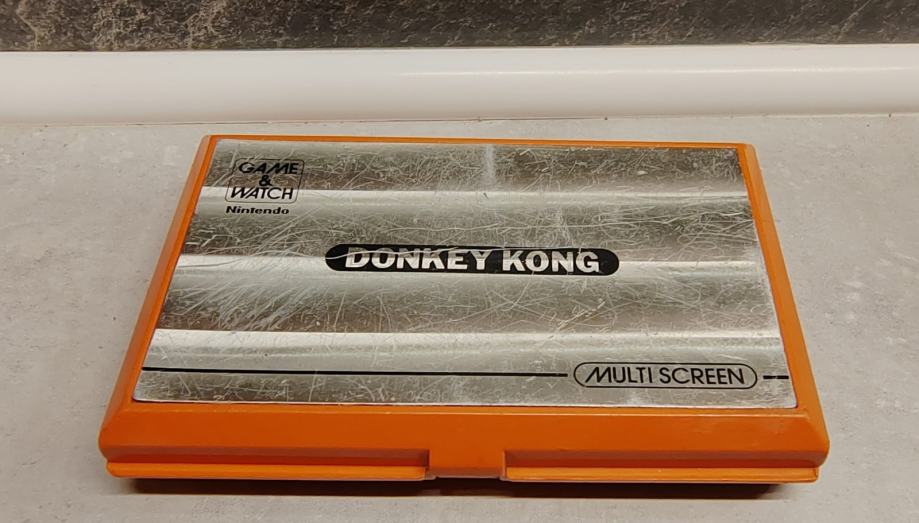 GAME
&
WATCH
Nintendo
DONKEY KONG
MULTI SCREEN